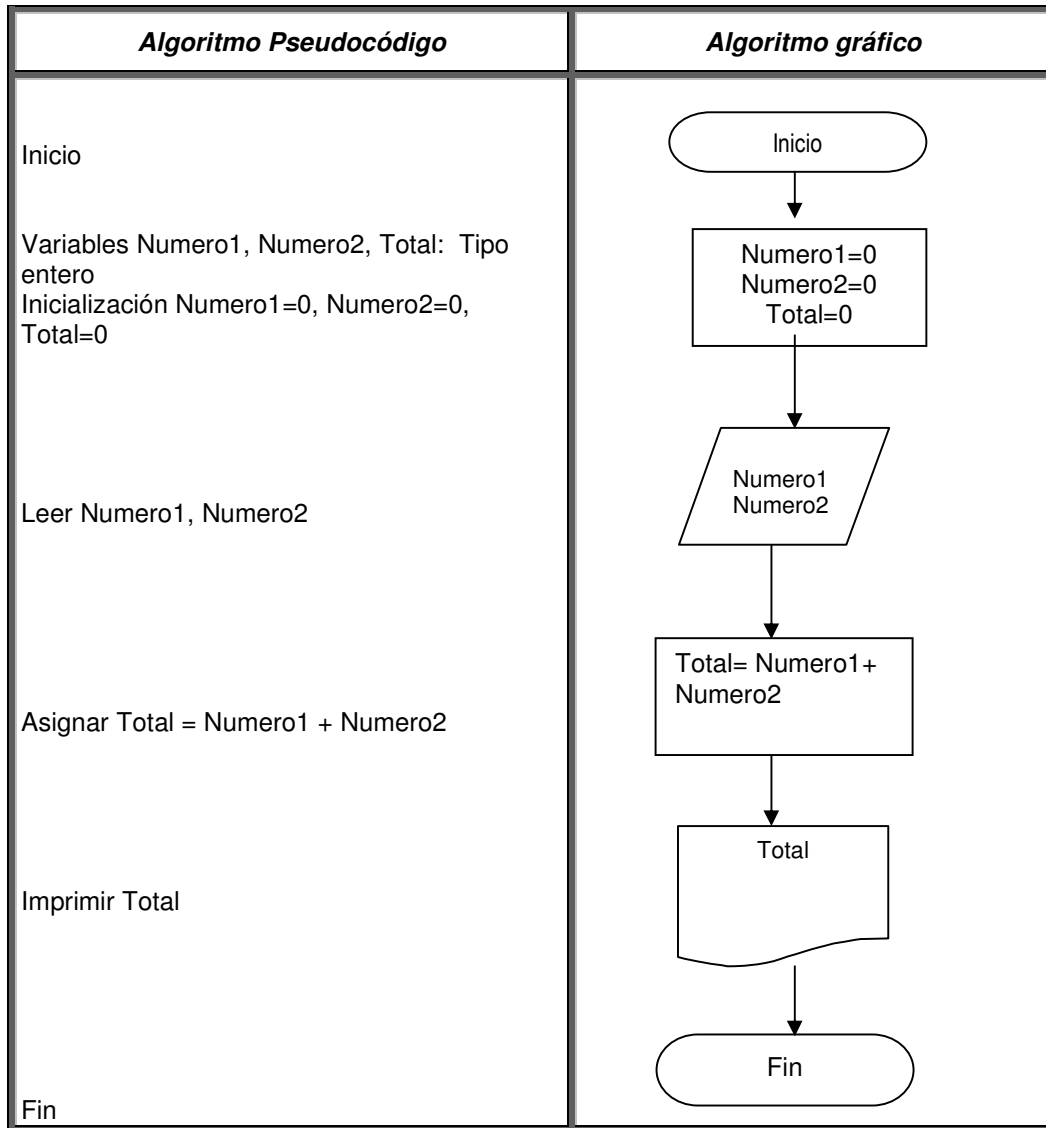 Algoritmo Pseudocódigo
Algoritmo gráfico
Inicio
Variables Numero1, Numero2, Total: Tipo
entero
Inicialización Numero1=0, Numero2=0,
Total=0
Leer Numero1, Numero2
Asignar Total = Numero1 + Numero2
Imprimir Total
Fin
Inicio
Numero1=0
Numero2=0
Total=0
Numero1
Numero2
Total= Numero1+
Numero2
Total
Fin